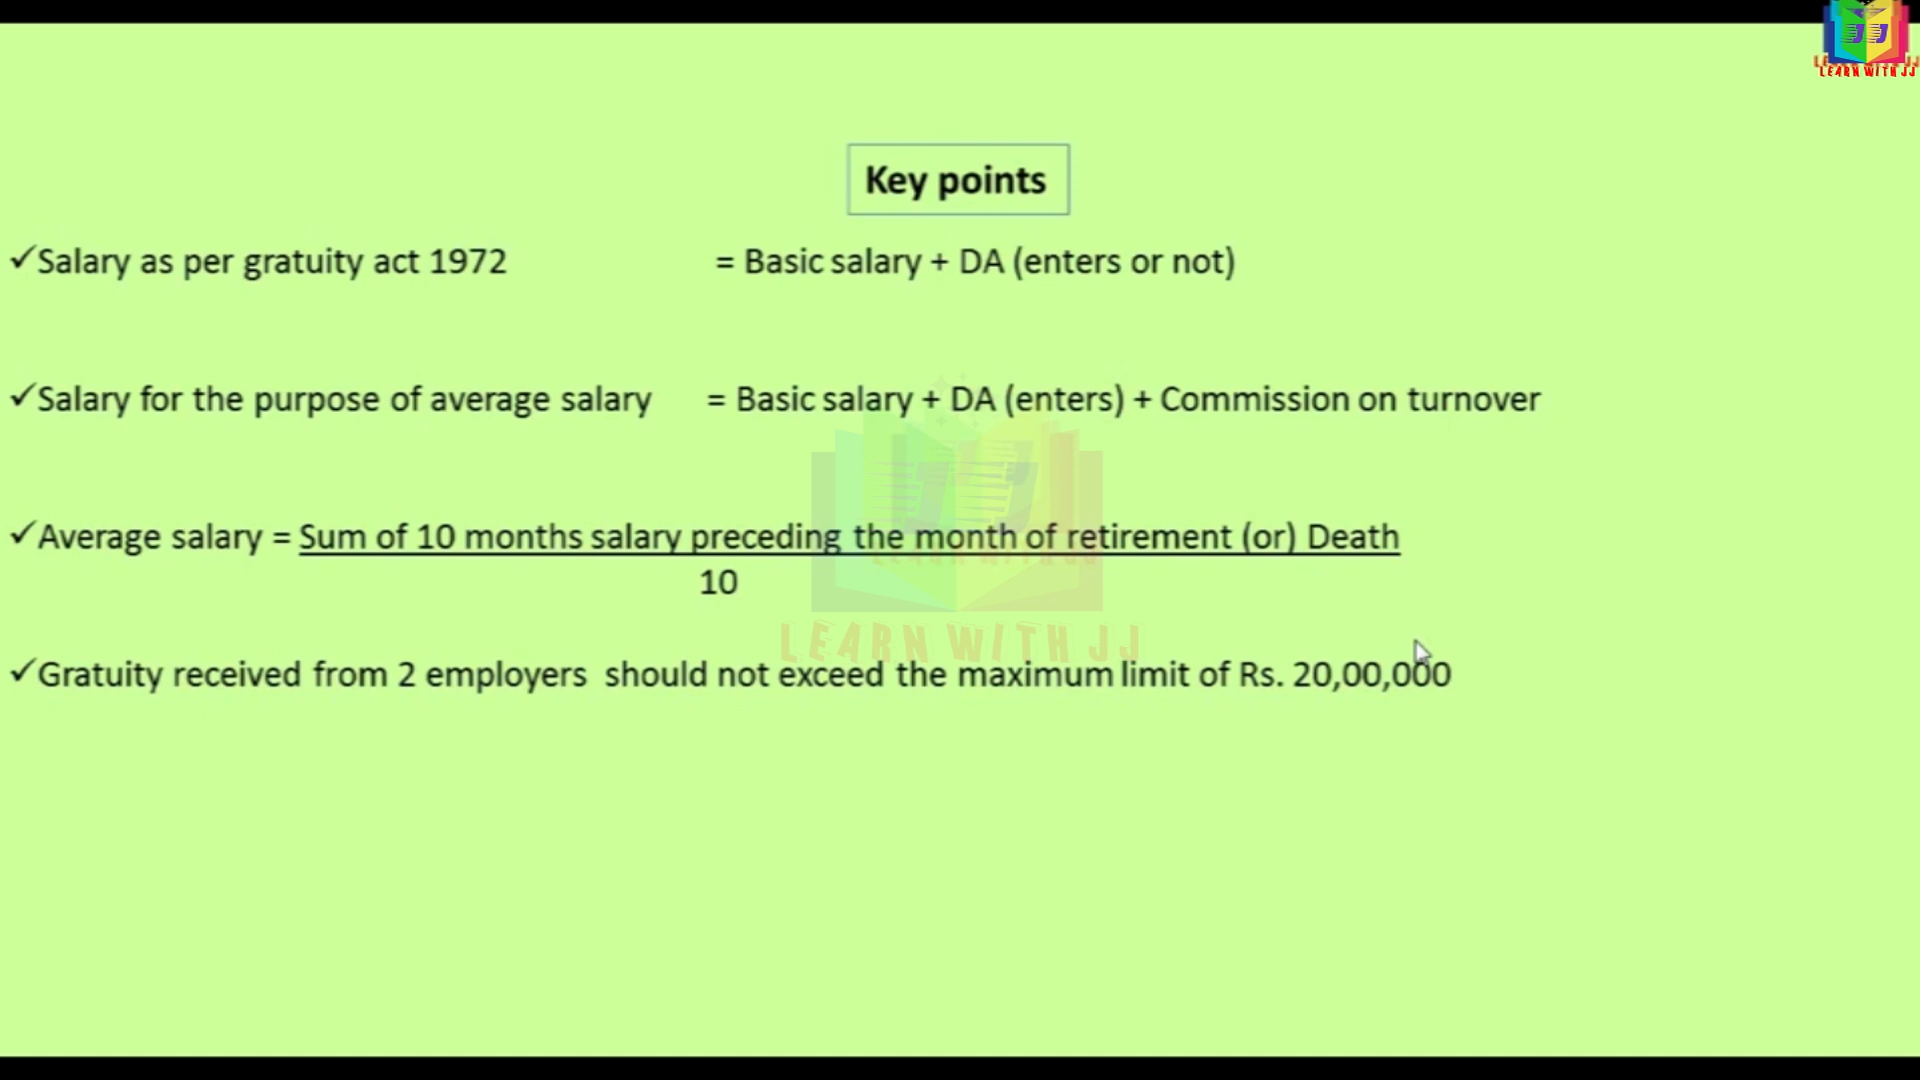 LEARN WITH JJ
Key points
✓Salary as per gratuity act 1972 = Basic salary + DA (enters or not)
✓Salary for the purpose of average salary = Basic salary + DA (enters) + Commission on turnover
✓Average salary = Sum of 10 months salary preceding the month of retirement (or) Death
10
LEARN WITH JJ
✓Gratuity received from 2 employers should not exceed the maximum limit of Rs. 20,00,000